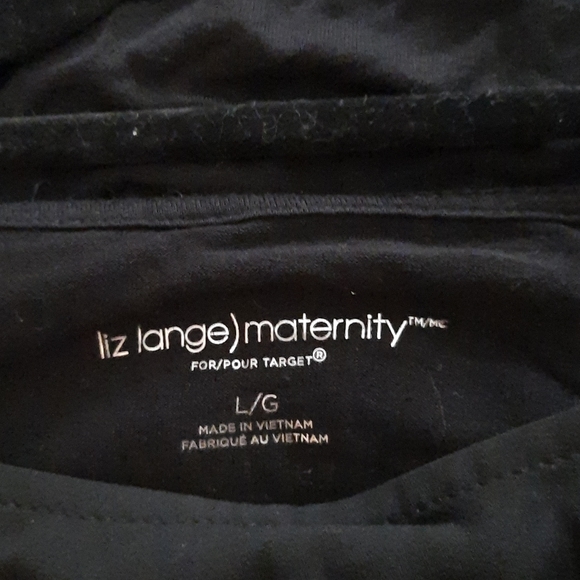 liz lange)maternity™/MC
FOR/POUR TARGET®
L/G
MADE IN VIETNAM
FABRIQUÉ AU VIETNAM